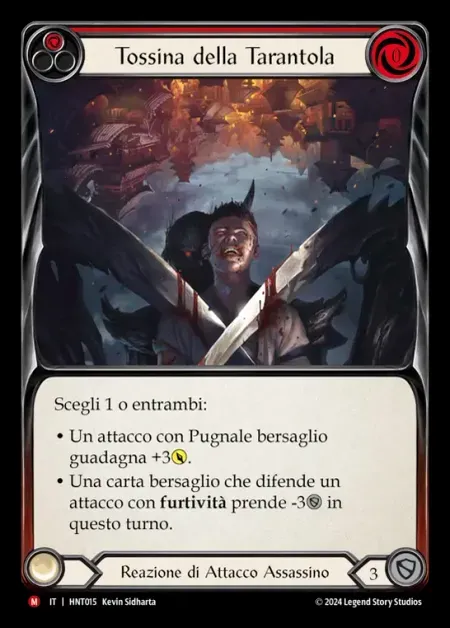 Tossina della Tarantola
0
Scegli 1 o entrambi:
• Un attacco con Pugnale bersaglio
guadagna +3.
• Una carta bersaglio che difende un
attacco con furtività prende -3 in
questo turno.
Reazione di Attacco Assassino
3
M IT | HNT015 Kevin Sidharta
© 2024 Legend Story Studios